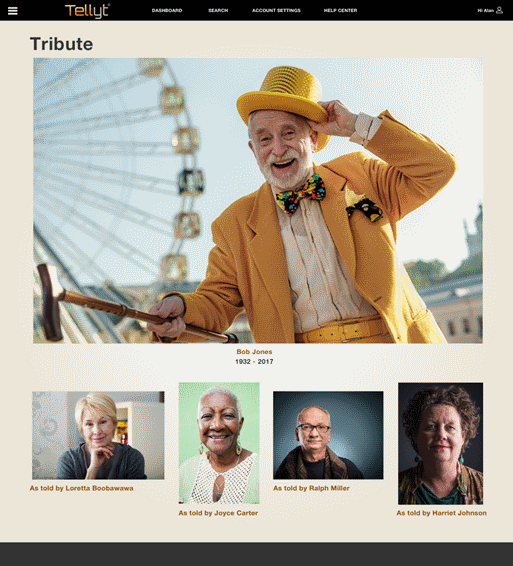 Tellyt
DASHBOARD
SEARCH
ACCOUNT SETTINGS
HELP CENTER
Hi Alan
Tribute
Bob Jones
1932 - 2017
As told by Loretta Boobawawa
As told by Joyce Carter
As told by Ralph Miller
As told by Harriet Johnson